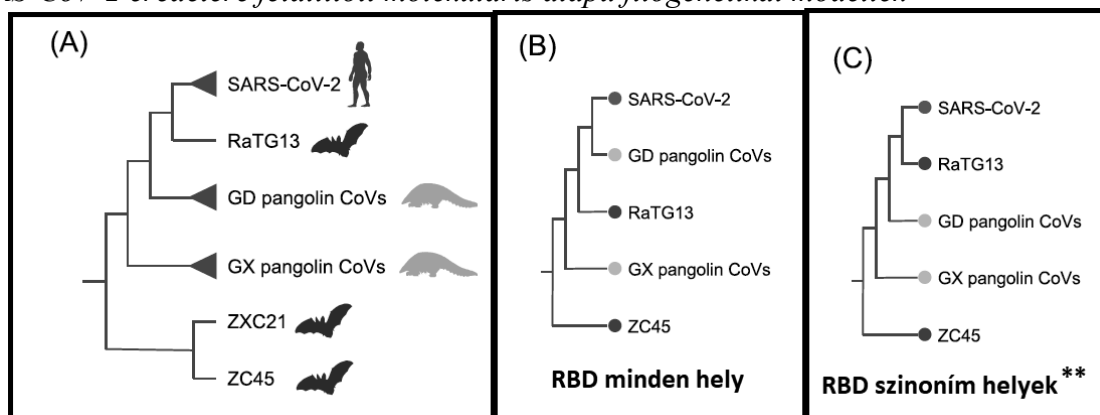 SARS-CoV-2 eredetére felállított molekuláris alapú filogenetikai modellek
(A)
SARS-CoV-2
RaTG13
GD pangolin CoVs
GX pangolin CoVs
ZXC21
ZC45
(B)
SARS-CoV-2
GD pangolin CoVs
RaTG13
GX pangolin CoVs
ZC45
RBD minden hely
(C)
SARS-CoV-2
RaTG13
GD pangolin CoVs
GX pangolin CoVs
ZC45
RBD szinoním helyek**